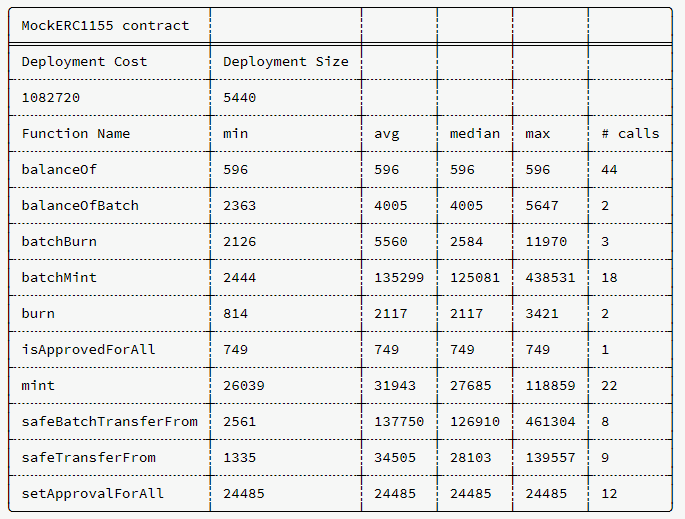 MockERC1155 contract
Deployment Cost Deployment Size
1082720 5440
Function Name min avg median max # calls
balanceOf 596 596 596 596 44
balanceOfBatch 2363 4005 4005 5647 2
batchBurn 2126 5560 2584 11970 3
batchMint 2444 135299 125081 438531 18
burn 814 2117 2117 3421 2
isApprovedForAll 749 749 749 749 1
mint 26039 31943 27685 118859 22
safeBatchTransferFrom 2561 137750 126910 461304 8
safeTransferFrom 1335 34505 28103 139557 9
setApprovalForAll 24485 24485 24485 24485 12